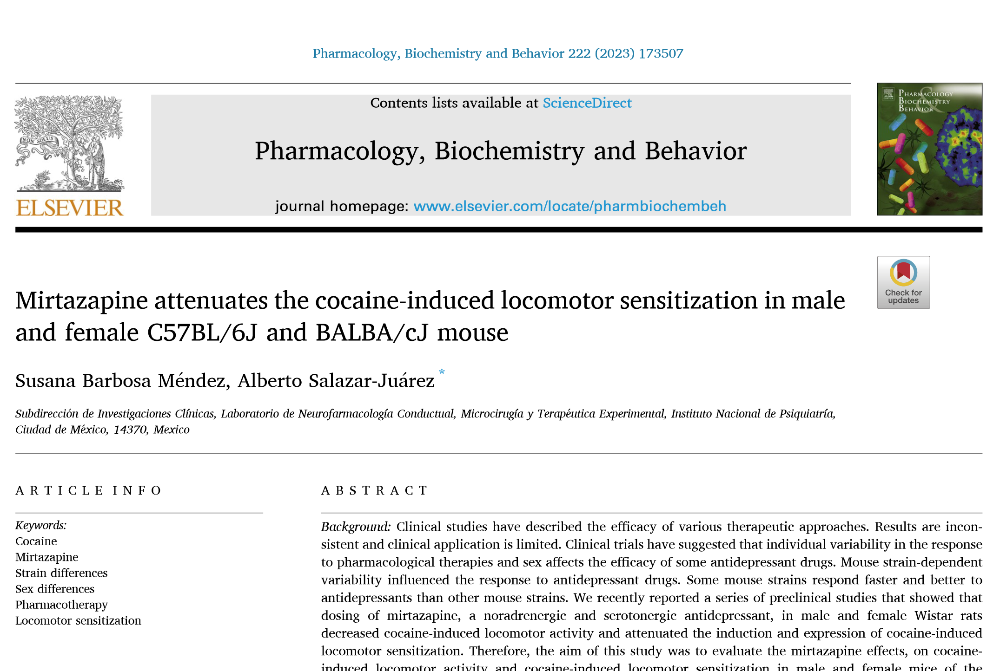 Pharmacology, Biochemistry and Behavior 222 (2023) 173507
Contents lists available at ScienceDirect
Pharmacology, Biochemistry and Behavior
journal homepage: www.elsevier.com/locate/pharmbiochembeh
NON SOLUS
ELSEVIER
PHARMACOLOGY
BIOCHEMISTRY
&
BEHAVIOR
Check for
updates
Mirtazapine attenuates the cocaine-induced locomotor sensitization in male
and female C57BL/6J and BALBA/cJ mouse
Susana Barbosa Méndez, Alberto Salazar-Juárez *
Subdirección de Investigaciones Clínicas, Laboratorio de Neurofarmacología Conductual, Microcirugía y Terapéutica Experimental, Instituto Nacional de Psiquiatría,
Ciudad de México, 14370, Mexico
ARTICLE INFO
Keywords:
Cocaine
Mirtazapine
Strain differences
Sex differences
Pharmacotherapy
Locomotor sensitization
ABSTRACT
Background: Clinical studies have described the efficacy of various therapeutic approaches. Results are incon-
sistent and clinical application is limited. Clinical trials have suggested that individual variability in the response
to pharmacological therapies and sex affects the efficacy of some antidepressant drugs. Mouse strain-dependent
variability influenced the response to antidepressant drugs. Some mouse strains respond faster and better to
antidepressants than other mouse strains. We recently reported a series of preclinical studies that showed that
dosing of mirtazapine, a noradrenergic and serotonergic antidepressant, in male and female Wistar rats
decreased cocaine-induced locomotor activity and attenuated the induction and expression of cocaine-induced
locomotor sensitization. Therefore, the aim of this study was to evaluate the mirtazapine effects, on cocaine-
induced locomotor activity and cocaine-induced locomotor sensitization in male and female mice of the